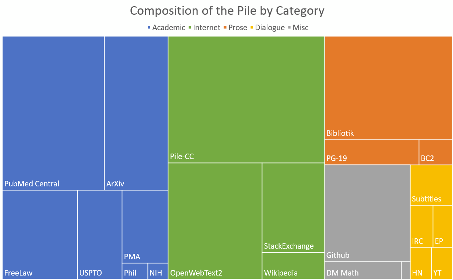 Composition of the Pile by Category
Academic Internet Prose Dialogue Misc
PubMed Central
ArXiv
FreeLaw
USPTO
PMA
Phil
NIH
Pile-CC
OpenWebText2
StackExchange
Wikipedia
Bibliotik
PG-19
BC2
Github
DM Math
Subtitles
IRC
EP
HN
YT